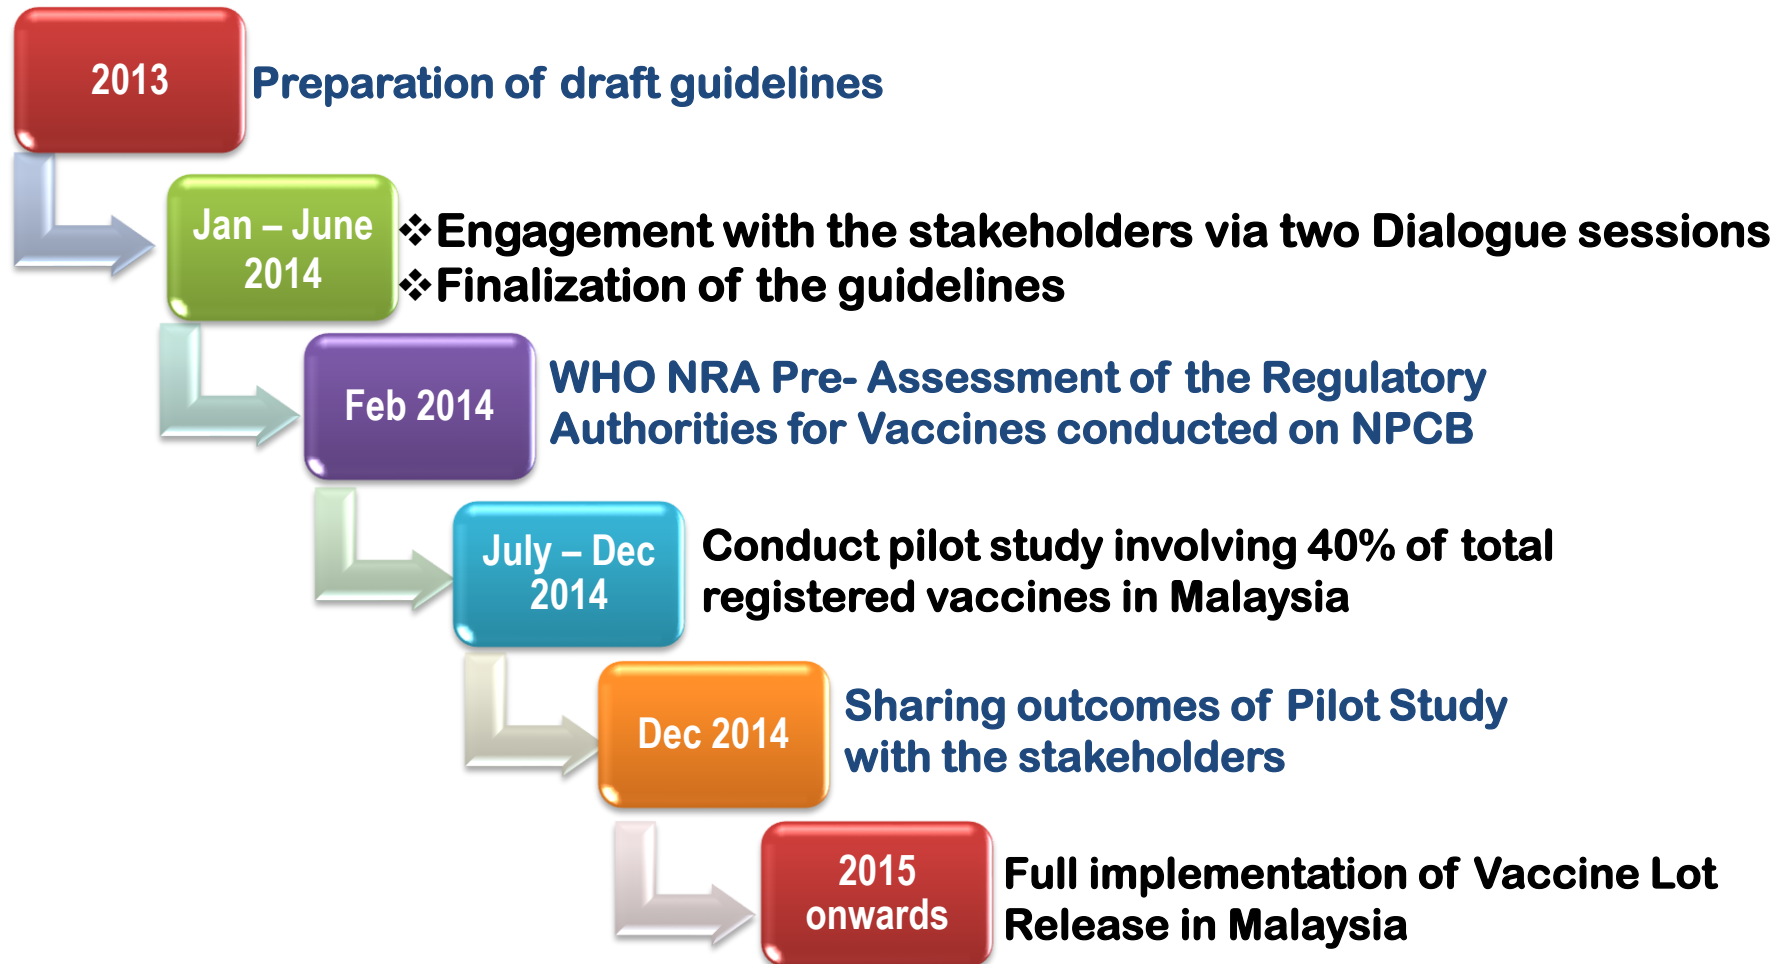 2013
Preparation of draft guidelines
Jan – June
2014
❖Engagement with the stakeholders via two Dialogue sessions
❖Finalization of the guidelines
Feb 2014
WHO NRA Pre- Assessment of the Regulatory
Authorities for Vaccines conducted on NPCB
July – Dec
2014
Conduct pilot study involving 40% of total
registered vaccines in Malaysia
Dec 2014
Sharing outcomes of Pilot Study
with the stakeholders
2015
onwards
Full implementation of Vaccine Lot
Release in Malaysia